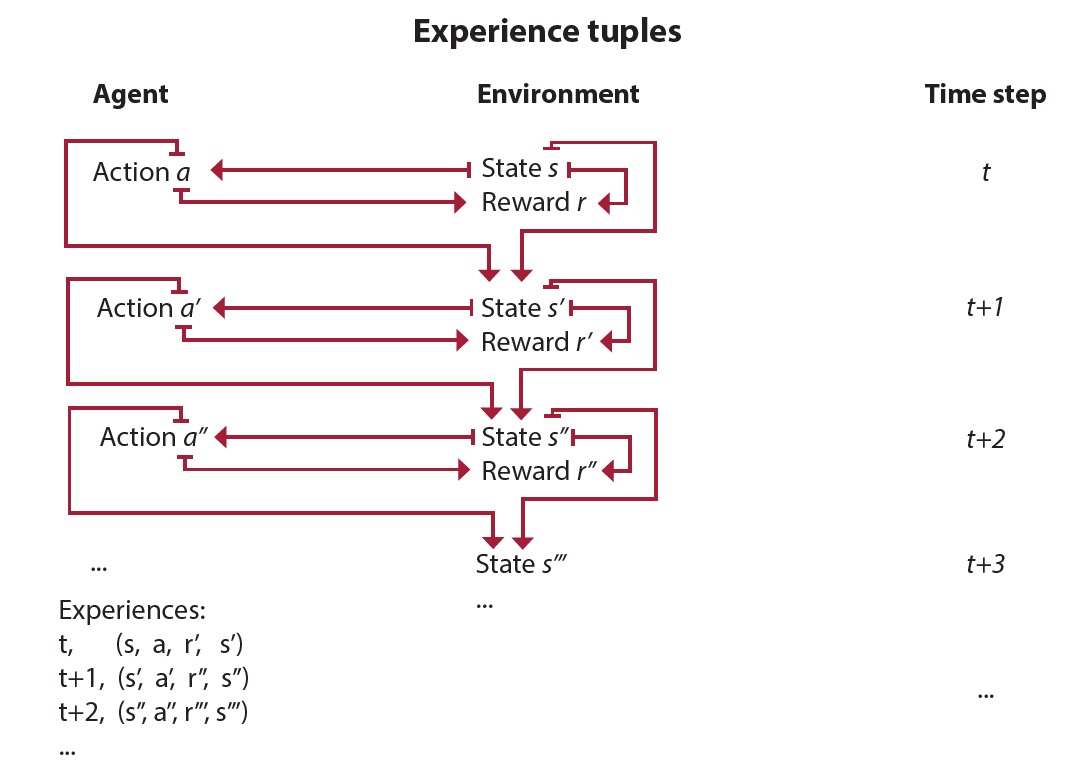 Experience tuples
Agent Environment Time step
Action a State s t
Reward r
Action a′ State s′ t+1
Reward r′
Action a″ State s″ t+2
Reward r″
... State s‴ t+3
...
Experiences:
t, (s, a, r′, s′)
t+1, (s′, a′, r″, s″)
...
t+2, (s″, a″, r‴, s‴)
...